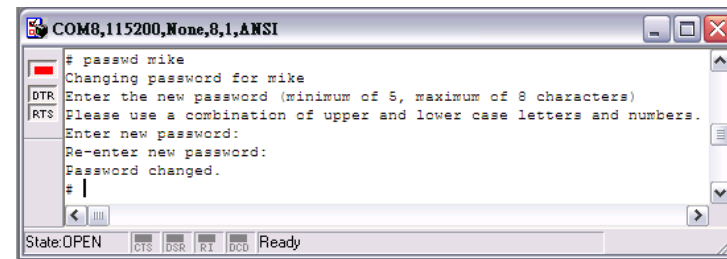 COM8,115200,None,8,1,ANSI
# passwd mike
Changing password for mike
Enter the new password (minimum of 5, maximum of 8 characters)
Please use a combination of upper and lower case letters and numbers.
Enter new password:
Re-enter new password:
Password changed.
#
DTR
RTS
State:OPEN CTS DSR RI DCD Ready